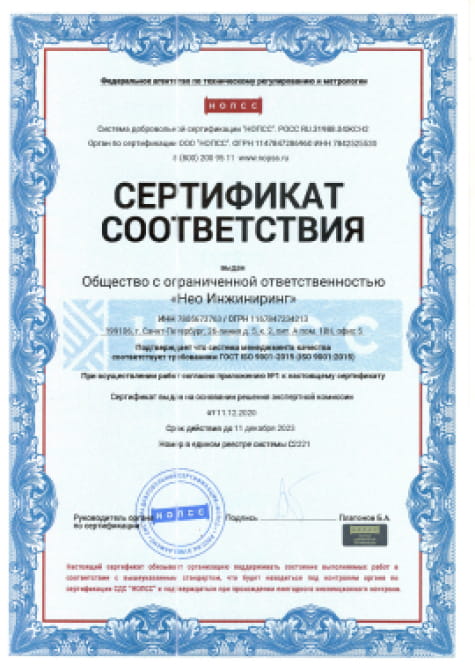 Федеральное агентство по техническому регулированию и метрологии
НОПСС
Система добровольной сертификации "НОПСС". РОСС RU.31988.04ЖСН2
Орган по сертификации ООО "НОПСС". ОГРН 1147847286960 ИНН 7842525530
8 (800) 200 95 11 www.nopss.ru
СЕРТИФИКАТ
СООТВЕТСТВИЯ
выдан
Общество с ограниченной ответственностью
«Нео Инжиниринг»
ИНН 7805672763 / ОГРН 1167847234213
199106, г. Санкт-Петербург, 26-линия д. 5, к. 2, лит. А пом. 18Н, офис 5
Подтверждает что система менеджмента качества
соответствует требованиям ГОСТ ISO 9001-2015 (ISO 9001:2015)
При осуществлении работ согласно приложению №1 к настоящему сертификату
Сертификат выдан на основании решения экспертной комиссии
от 11.12.2020
Срок действия до 11 декабря 2023
Номер в едином реестре системы С2221
НОПСС
Руководитель органа Подпись Платонов Б.А.
по сертификации
Настоящий сертификат обязывает организацию поддерживать состояние выполняемых работ в
соответствии с вышеуказанным стандартом, что будет находиться под контролем органа по
сертификации СДС "НОПСС" и подтверждаться при прохождении ежегодного инспекционного контроля.